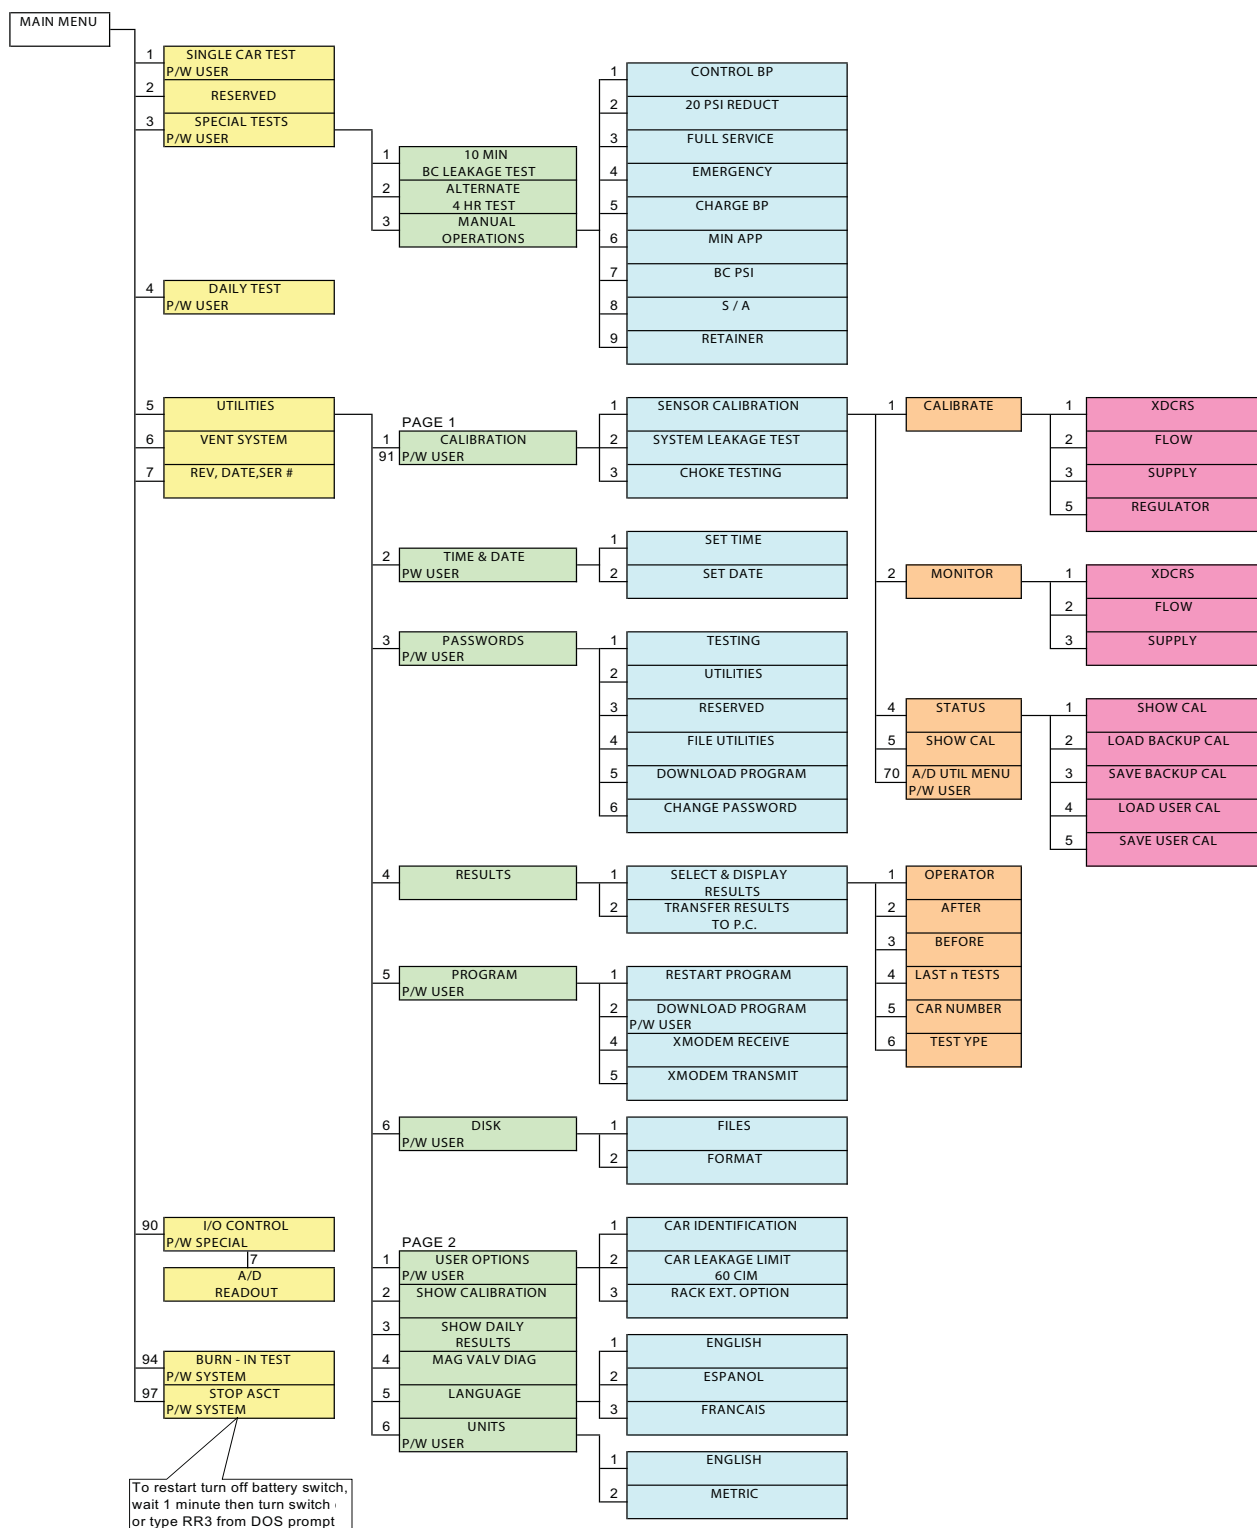 MAIN MENU
1
SINGLE CAR TEST
P/W USER
2
RESERVED
3
SPECIAL TESTS
P/W USER
1
10 MIN
BC LEAKAGE TEST
2
ALTERNATE
4 HR TEST
3
MANUAL
OPERATIONS
1
CONTROL BP
2
20 PSI REDUCT
3
FULL SERVICE
4
EMERGENCY
5
CHARGE BP
6
MIN APP
7
BC PSI
8
S / A
9
RETAINER
4
DAILY TEST
P/W USER
5
UTILITIES
6
VENT SYSTEM
7
REV, DATE,SER #
PAGE 1
1
91
CALIBRATION
P/W USER
1
SENSOR CALIBRATION
2
SYSTEM LEAKAGE TEST
3
CHOKE TESTING
1
CALIBRATE
1
XDCRS
2
FLOW
3
SUPPLY
5
REGULATOR
2
MONITOR
1
XDCRS
2
FLOW
3
SUPPLY
4
STATUS
5
SHOW CAL
70
A/D UTIL MENU
P/W USER
1
SHOW CAL
2
LOAD BACKUP CAL
3
SAVE BACKUP CAL
4
LOAD USER CAL
5
SAVE USER CAL
2
TIME & DATE
PW USER
1
SET TIME
2
SET DATE
3
PASSWORDS
P/W USER
1
TESTING
2
UTILITIES
3
RESERVED
4
FILE UTILITIES
5
DOWNLOAD PROGRAM
6
CHANGE PASSWORD
4
RESULTS
1
SELECT & DISPLAY
RESULTS
2
TRANSFER RESULTS
TO P.C.
1
OPERATOR
2
AFTER
3
BEFORE
4
LAST n TESTS
5
CAR NUMBER
6
TEST YPE
5
PROGRAM
P/W USER
1
RESTART PROGRAM
2
DOWNLOAD PROGRAM
P/W USER
4
XMODEM RECEIVE
5
XMODEM TRANSMIT
6
DISK
P/W USER
1
FILES
2
FORMAT
90
I/O CONTROL
P/W SPECIAL
7
A/D
READOUT
PAGE 2
1
USER OPTIONS
P/W USER
2
SHOW CALIBRATION
3
SHOW DAILY
RESULTS
4
MAG VALV DIAG
5
LANGUAGE
6
UNITS
P/W USER
1
CAR IDENTIFICATION
2
CAR LEAKAGE LIMIT
60 CIM
3
RACK EXT. OPTION
1
ENGLISH
2
ESPANOL
3
FRANCAIS
1
ENGLISH
2
METRIC
94
BURN - IN TEST
P/W SYSTEM
97
STOP ASCT
P/W SYSTEM
To restart turn off battery switch,
wait 1 minute then turn switch
or type RR3 from DOS prompt